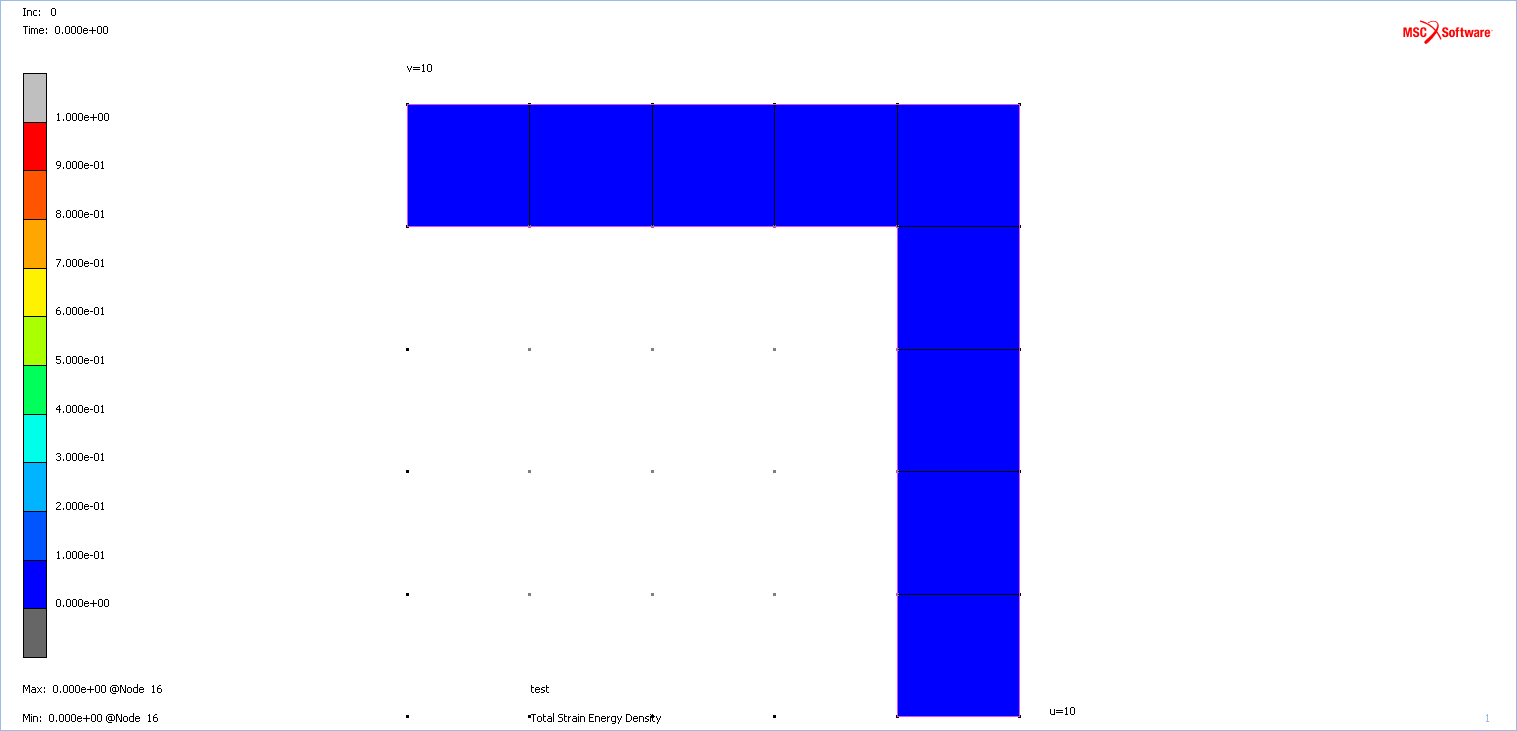 Inc: 0
Time: 0.000e+00
MSC Software
v=10
1.000e+00
9.000e-01
8.000e-01
7.000e-01
6.000e-01
5.000e-01
4.000e-01
3.000e-01
2.000e-01
1.000e-01
0.000e+00
Max: 0.000e+00 @Node 16
test
u=10
Min: 0.000e+00 @Node 16
Total Strain Energy Density
1